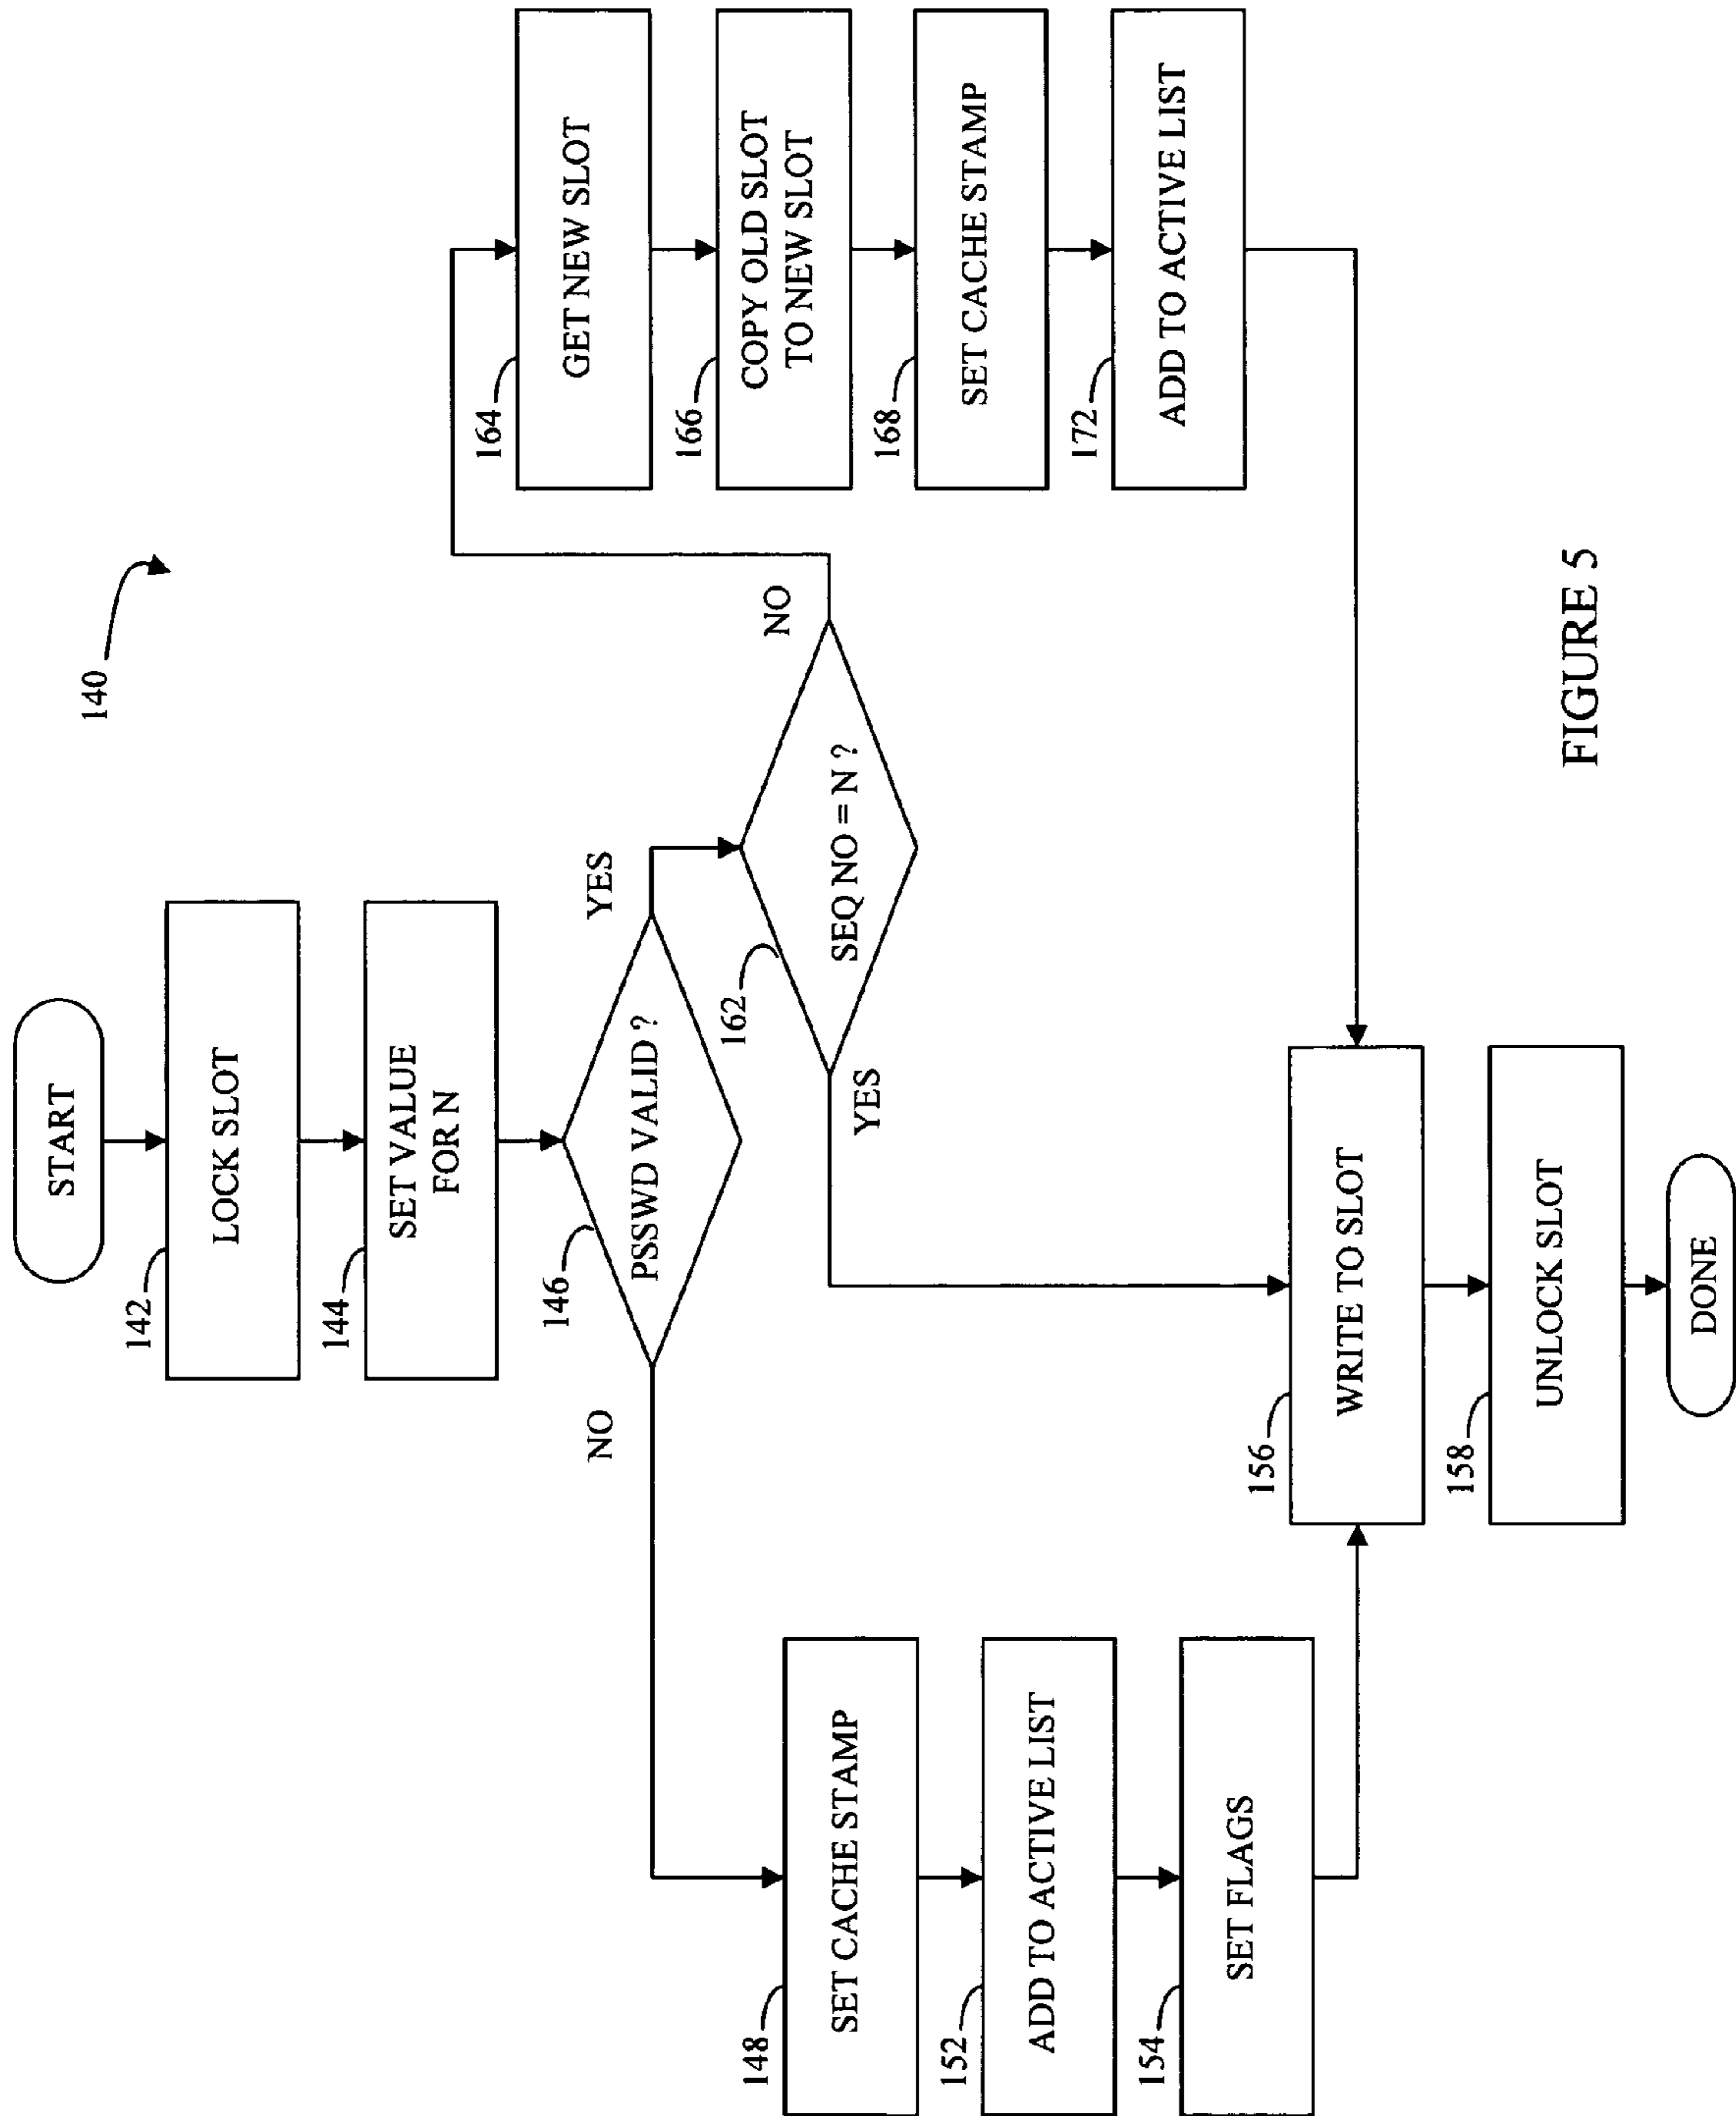 140
START
142
LOCK SLOT
144
SET VALUE
FOR N
146
PSSWD VALID ?
NO
YES
162
SEQ NO = N ?
YES
NO
164
GET NEW SLOT
166
COPY OLD SLOT
TO NEW SLOT
168
SET CACHE STAMP
172
ADD TO ACTIVE LIST
148
SET CACHE STAMP
152
ADD TO ACTIVE LIST
154
SET FLAGS
156
WRITE TO SLOT
158
UNLOCK SLOT
DONE
FIGURE 5